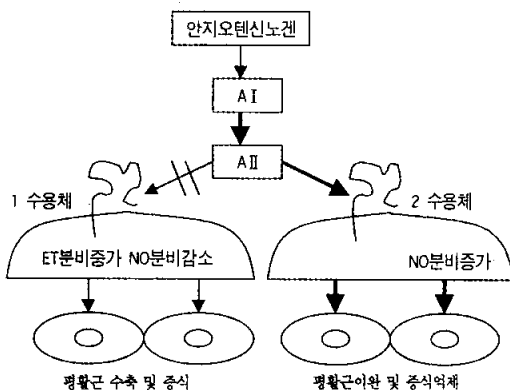 안지오텐신노겐
AⅠ
AⅡ
1 수용체
2 수용체
ET분비증가 NO분비감소
NO분비증가
평활근 수축 및 증식
평활근이완 및 증식억제